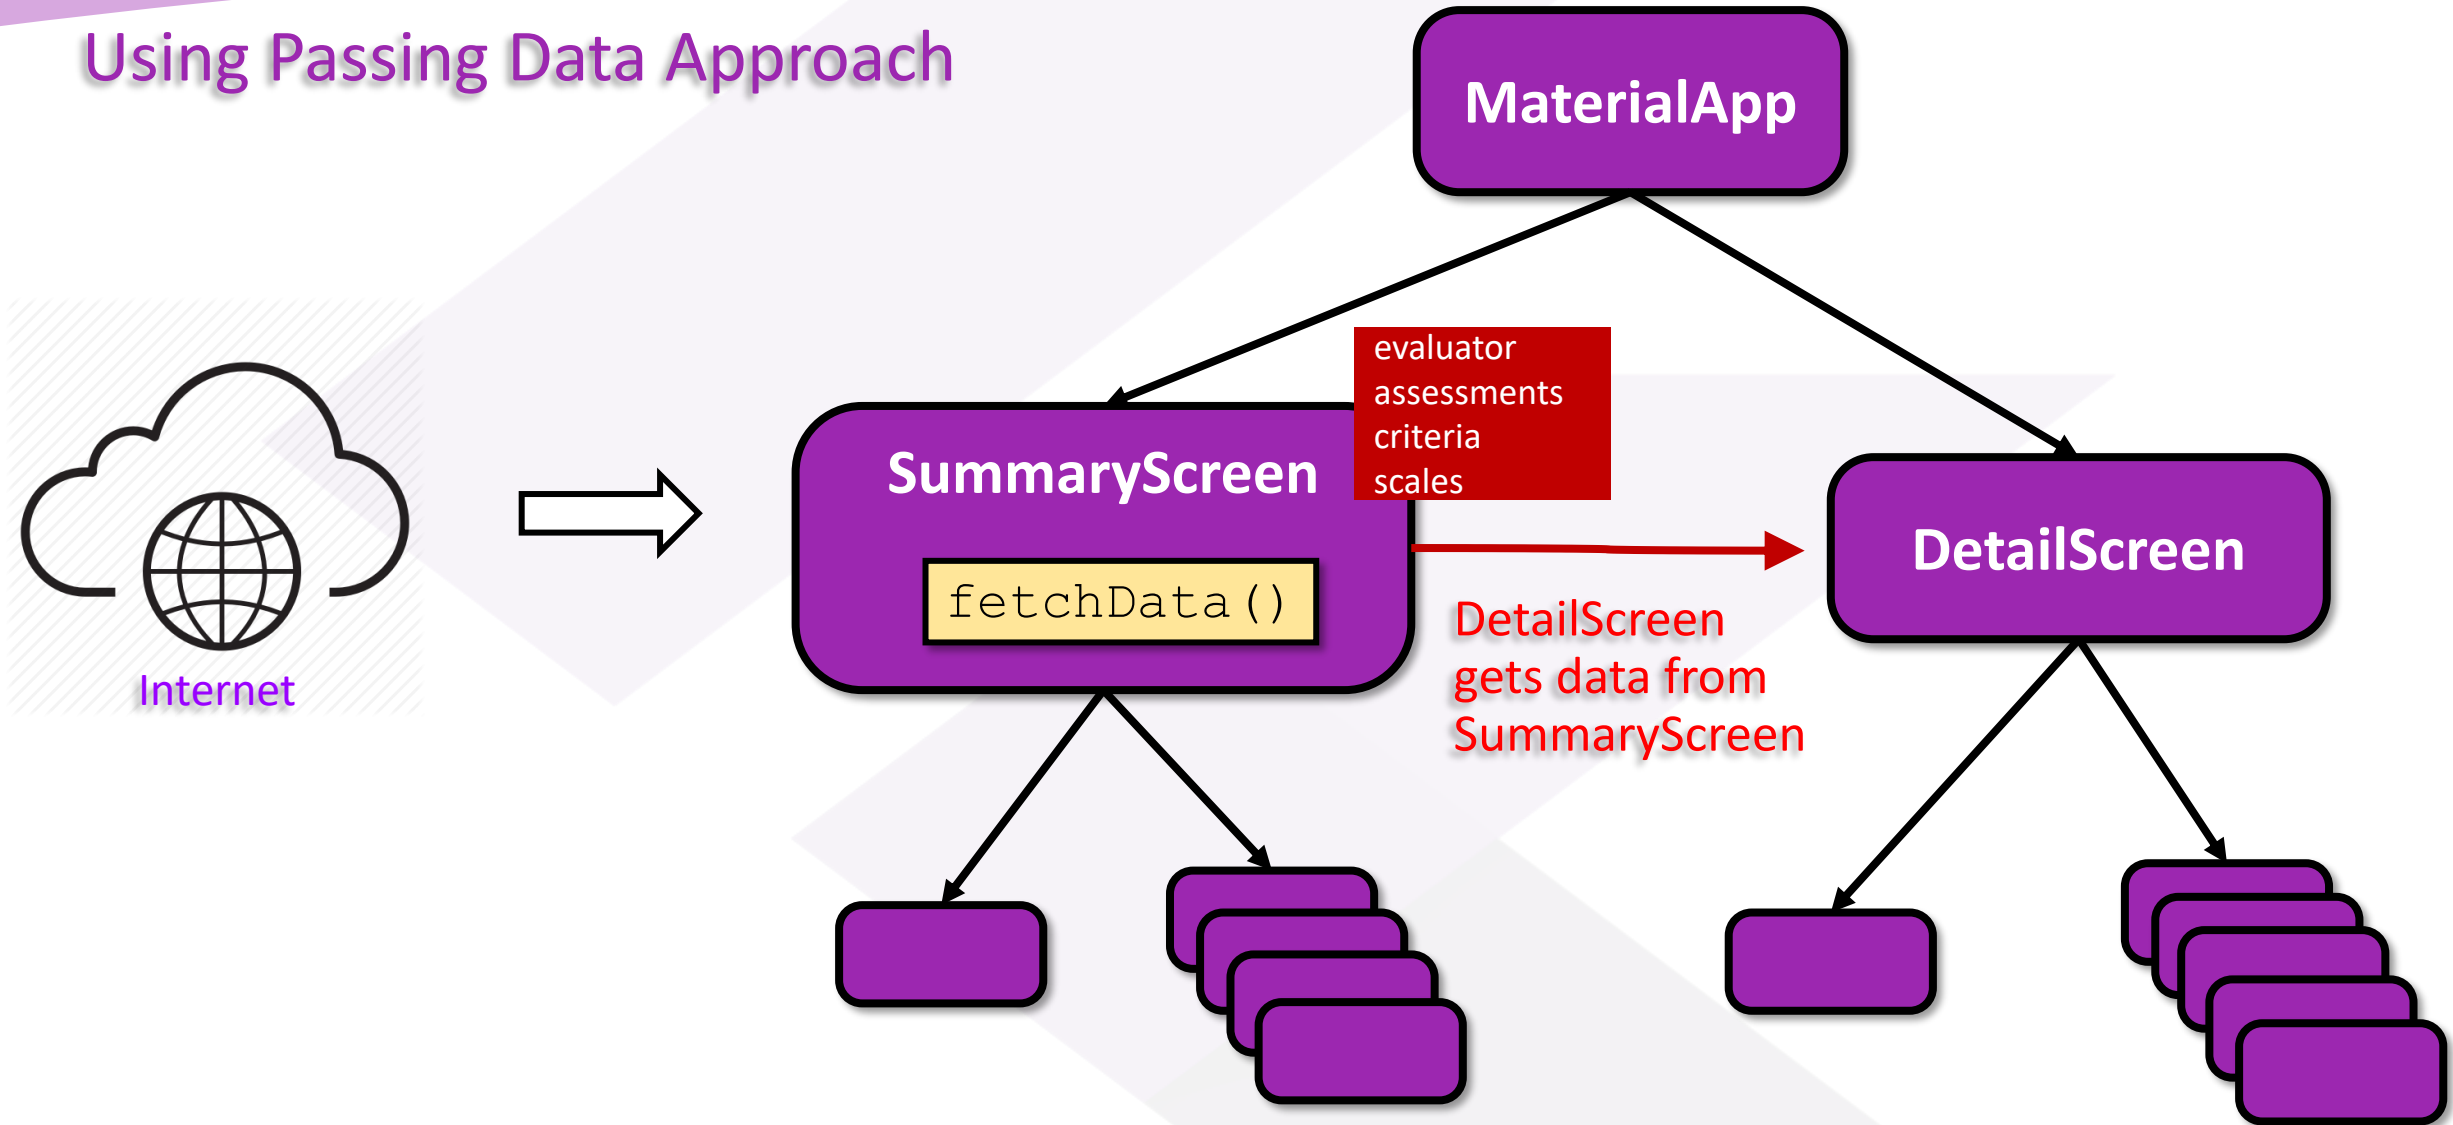 Using Passing Data Approach
MaterialApp
evaluator
assessments
criteria
scales
SummaryScreen
fetchData()
DetailScreen
DetailScreen
gets data from
SummaryScreen
Internet